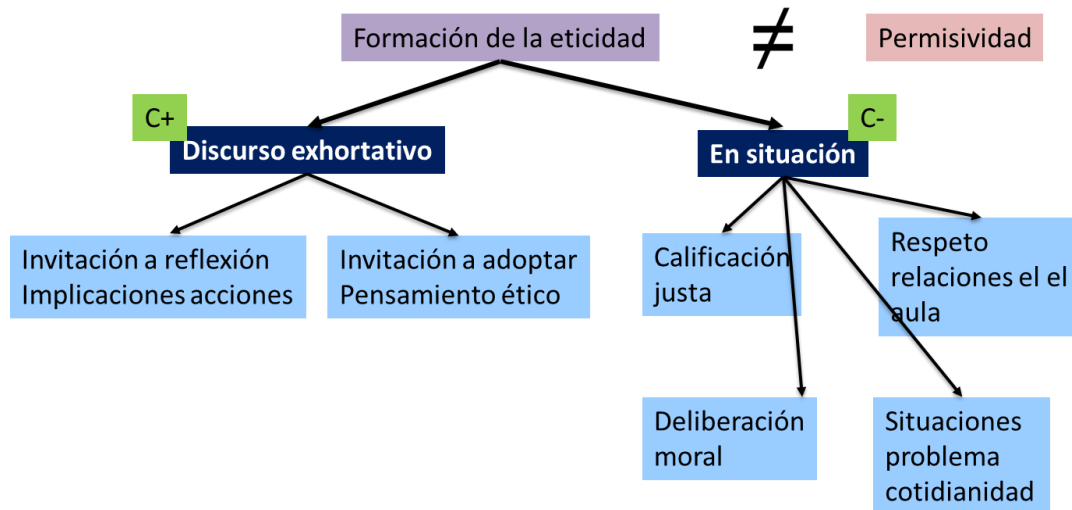 Formación de la eticidad
≠
Permisividad
C+
Discurso exhortativo
C-
En situación
Invitación a reflexión
Implicaciones acciones
Invitación a adoptar
Pensamiento ético
Calificación
justa
Respeto
relaciones el el
aula
Deliberación
moral
Situaciones
problema
cotidianidad